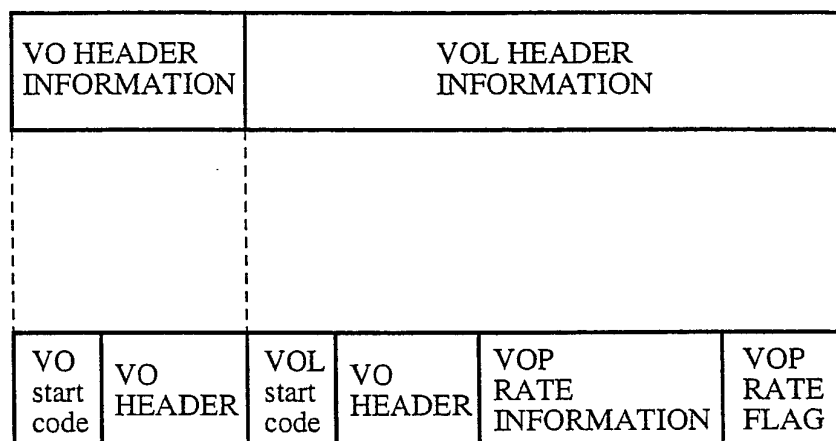 VO HEADER
INFORMATION
VOL HEADER
INFORMATION
VO
start
code
VO
HEADER
VOL
start
code
VO
HEADER
VOP
RATE
INFORMATION
VOP
RATE
FLAG